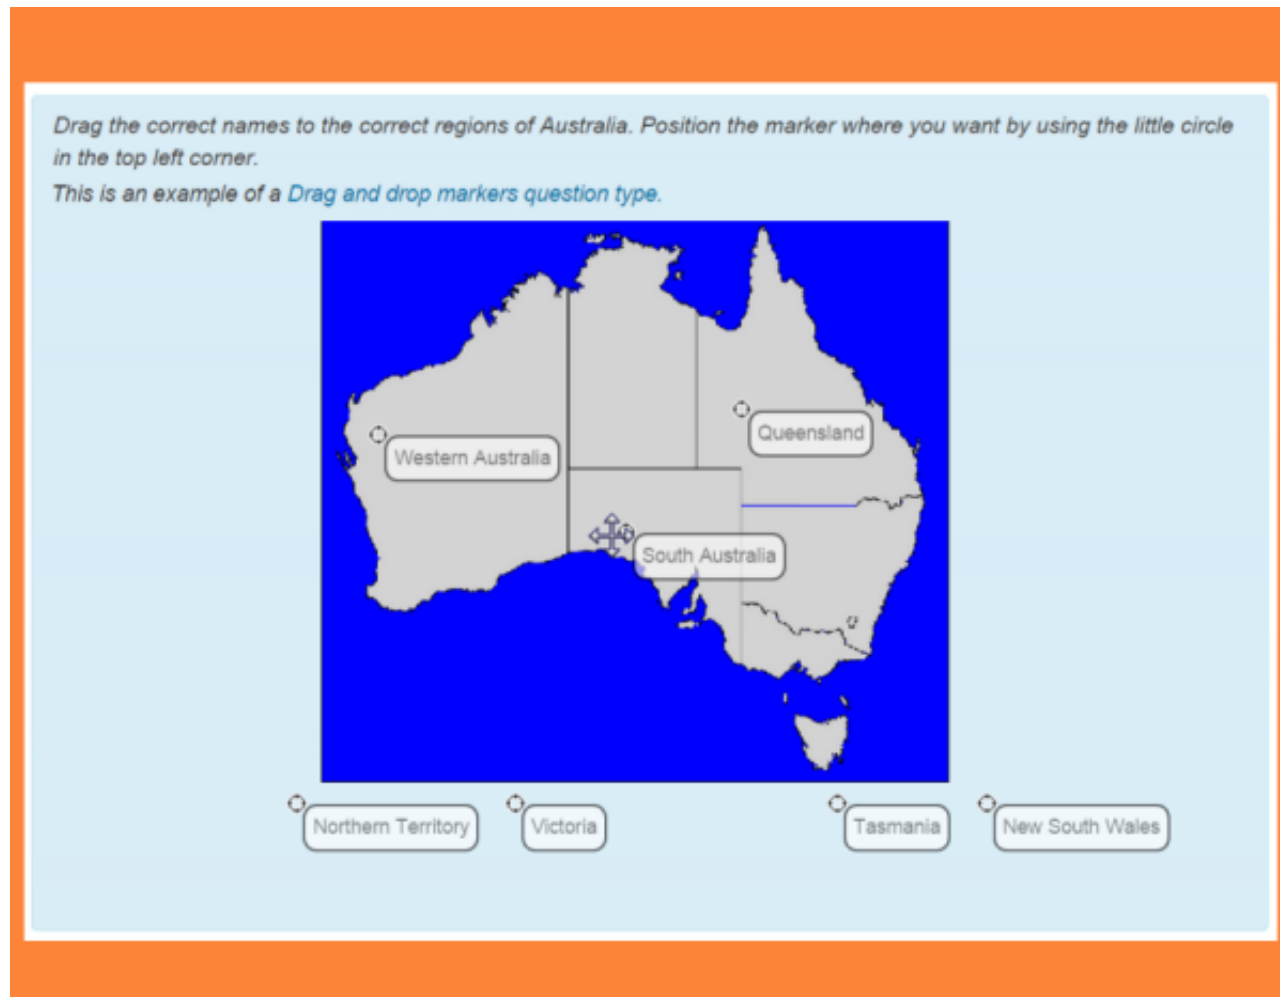 Drag the correct names to the correct regions of Australia. Position the marker where you want by using the little circle
in the top left corner.
This is an example of a Drag and drop markers question type.
Queensland
Western Australia
South Australia
Northern Territory
Victoria
Tasmania
New South Wales